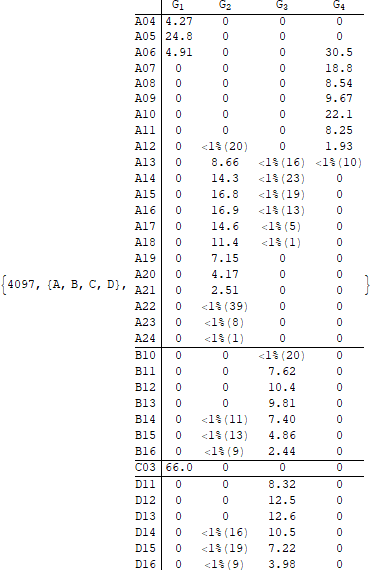 G1 G2 G3 G4
A04 4.27 0 0 0
A05 24.8 0 0 0
A06 4.91 0 0 30.5
A07 0 0 0 18.8
A08 0 0 0 8.54
A09 0 0 0 9.67
A10 0 0 0 22.1
A11 0 0 0 8.25
A12 0 <1%(20) 0 1.93
A13 0 8.66 <1%(16) <1%(10)
A14 0 14.3 <1%(23) 0
A15 0 16.8 <1%(19) 0
A16 0 16.9 <1%(13) 0
A17 0 14.6 <1%(5) 0
A18 0 11.4 <1%(1) 0
A19 0 7.15 0 0
A20 0 4.17 0 0
{4097, {A, B, C, D}, A21 0 2.51 0 0 }
A22 0 <1%(39) 0 0
A23 0 <1%(8) 0 0
A24 0 <1%(1) 0 0
B10 0 0 <1%(20) 0
B11 0 0 7.62 0
B12 0 0 10.4 0
B13 0 0 9.81 0
B14 0 <1%(11) 7.40 0
B15 0 <1%(13) 4.86 0
B16 0 <1%(9) 2.44 0
C03 66.0 0 0 0
D11 0 0 8.32 0
D12 0 0 12.5 0
D13 0 0 12.6 0
D14 0 <1%(16) 10.5 0
D15 0 <1%(19) 7.22 0
D16 0 <1%(9) 3.98 0